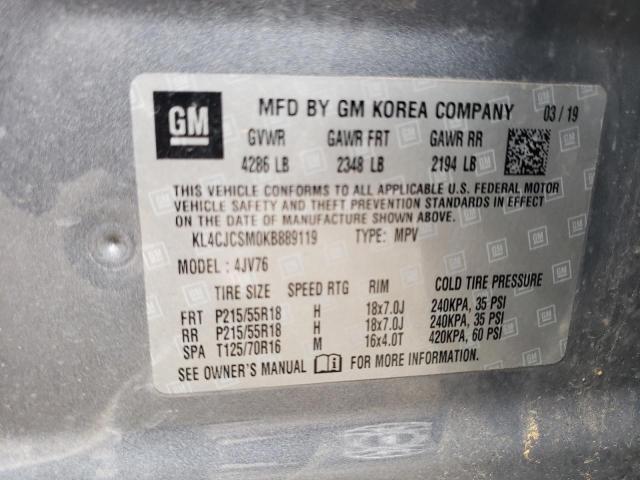 GM MFD BY GM KOREA COMPANY 03/19
GVWR GAWR FRT GAWR RR
4286 LB 2348 LB 2194 LB
THIS VEHICLE CONFORMS TO ALL APPLICABLE U.S. FEDERAL MOTOR
VEHICLE SAFETY AND THEFT PREVENTION STANDARDS IN EFFECT
ON THE DATE OF MANUFACTURE SHOWN ABOVE.
KL4CJCSM0KB889119 TYPE: MPV
MODEL: 4JV76
TIRE SIZE SPEED RTG RIM COLD TIRE PRESSURE
FRT P215/55R18 H 18x7.0J 240KPA, 35 PSI
RR P215/55R18 H 18x7.0J 240KPA, 35 PSI
SPA T125/70R16 M 16x4.0T 420KPA, 60 PSI
SEE OWNER'S MANUAL FOR MORE INFORMATION.